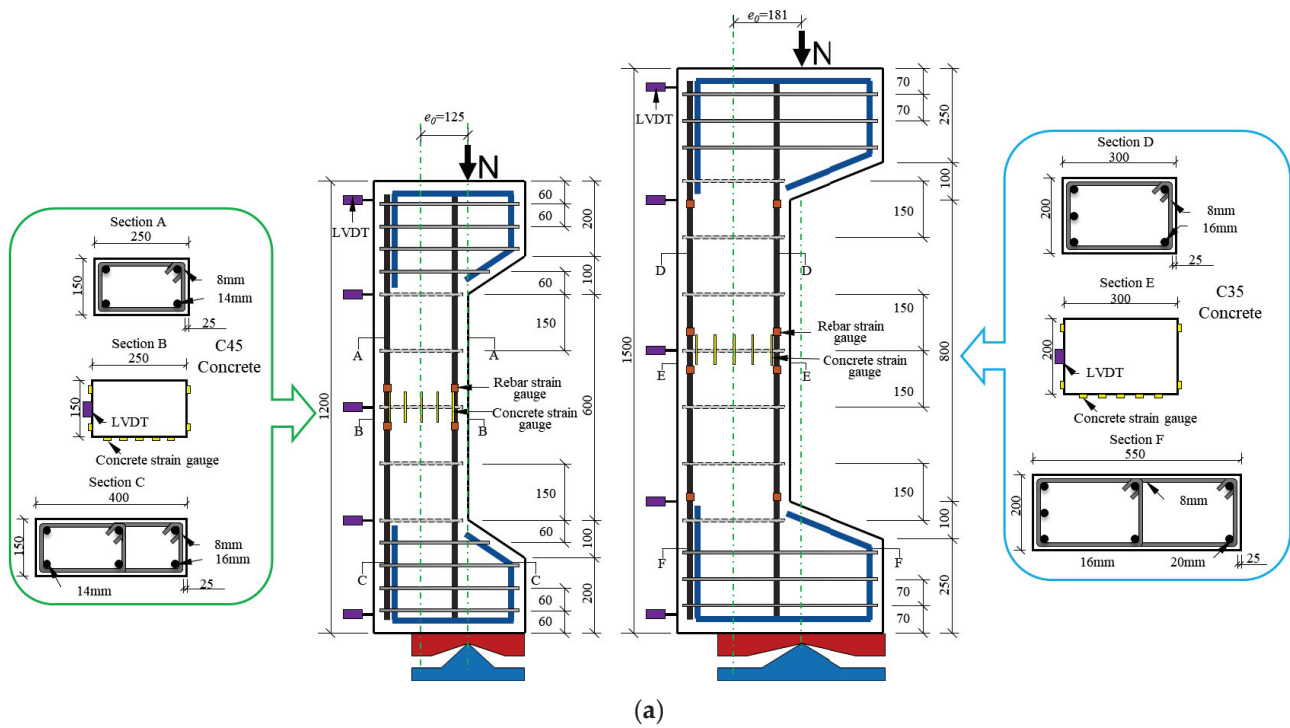 Section A
250
150
8mm
14mm
25
C45
Concrete
Section B
250
150
LVDT
Concrete strain gauge
Section C
400
150
8mm
16mm
14mm
25
e0=125
N
LVDT
1200
A
A
B
B
C
C
Rebar strain
gauge
Concrete strain
gauge
60
60
60
150
150
60
60
60
200
100
600
100
200
e0=181
N
LVDT
1500
D
D
E
E
F
F
Rebar strain
gauge
Concrete strain
gauge
70
70
150
150
150
150
70
70
250
100
600
100
250
Section D
300
200
8mm
16mm
25
Section E
300
200
C35
Concrete
LVDT
Concrete strain gauge
Section F
550
200
8mm
16mm
20mm
25
(a)